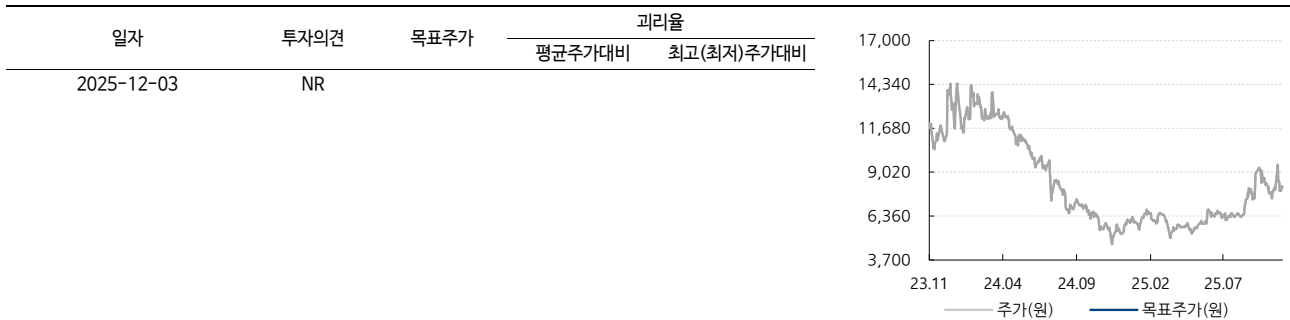 일자 투자의견 목표주가 괴리율
평균주가대비 최고(최저)주가대비
2025-12-03 NR
17,000
14,340
11,680
9,020
6,360
3,700
23.11 24.04 24.09 25.02 25.07
주가(원) 목표주가(원)